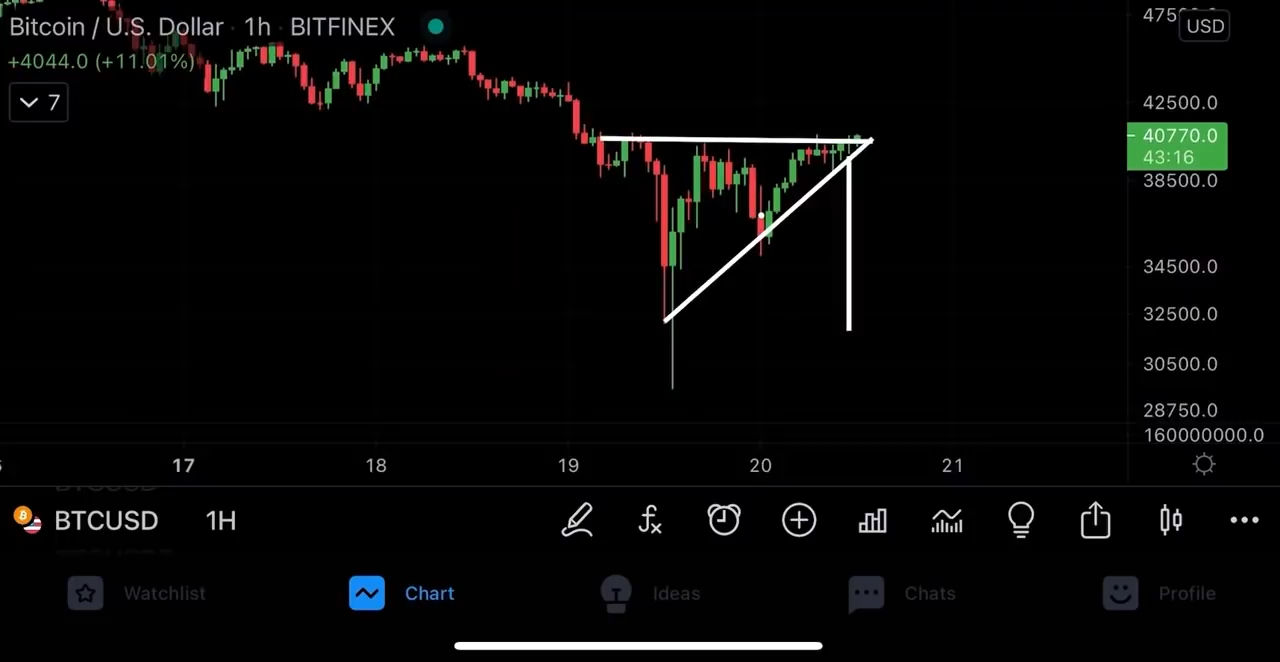 Bitcoin / U.S. Dollar · 1h · BITFINEX
+4044.0 (+11.01%)
7
USD
42500.0
40770.0
43:16
38500.0
34500.0
32500.0
30500.0
28750.0
160000000.0
17 18 19 20 21
BTCUSD 1H
Watchlist Chart Ideas Chats Profile